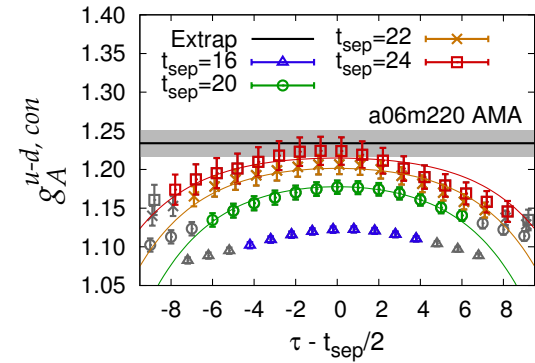 1.40
1.35
1.30
1.25
1.20
1.15
1.10
1.05
g_A^{u-d, con}
Extrap
t_sep=16
t_sep=20
t_sep=22
t_sep=24
a06m220 AMA
-8 -6 -4 -2 0 2 4 6 8
τ - t_sep/2